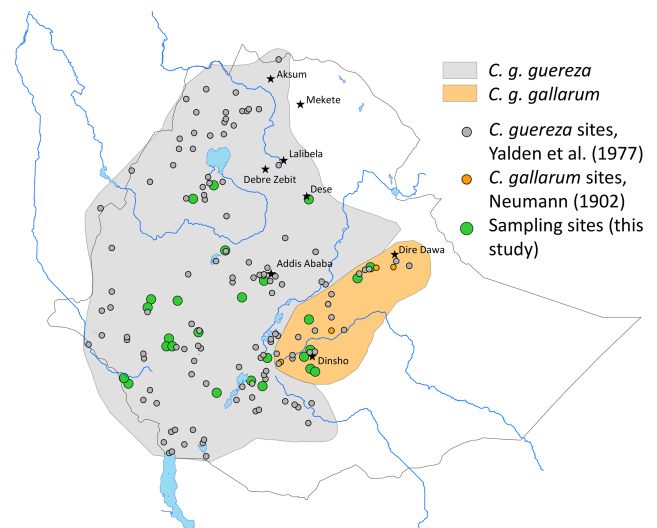 C. g. guereza
C. g. gallarum
C. guereza sites,
Yalden et al. (1977)
C. gallarum sites,
Neumann (1902)
Sampling sites (this
study)
Aksum
Mekete
Lalibela
Debre Zebit
Dese
Dire Dawa
Addis Ababa
Dinsho